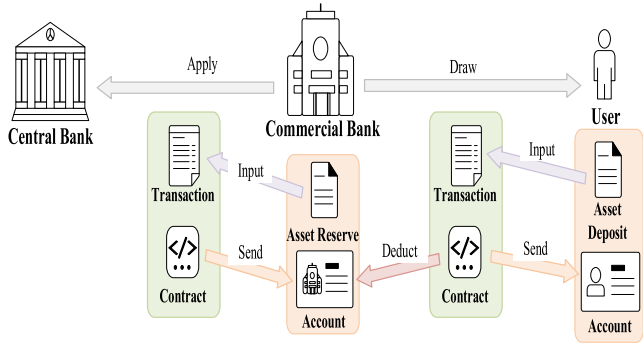 Apply
Draw
Central Bank
Commercial Bank
User
Transaction
Input
Asset Reserve
Send
Contract
Account
Deduct
Transaction
Input
Asset
Deposit
Send
Contract
Account